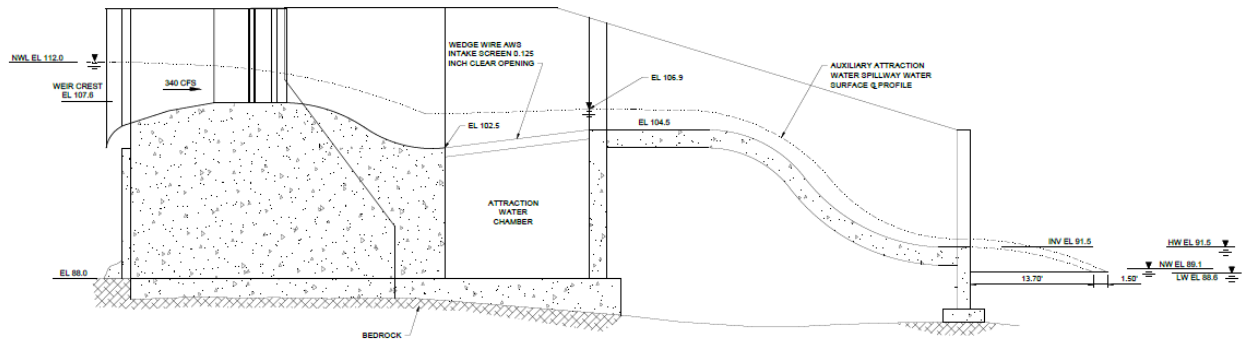 NWL EL 112.0
WEIR CREST
EL 107.6
340 CFS
WEDGE WIRE AWS
INTAKE SCREEN 0.125
INCH CLEAR OPENING
EL 106.9
AUXILIARY ATTRACTION
WATER SPILLWAY WATER
SURFACE ℄ PROFILE
EL 102.5
EL 104.5
ATTRACTION
WATER
CHAMBER
INV EL 91.5
HW EL 91.5
EL 88.0
NW EL 89.1
LW EL 88.6
13.70'
1.50'
BEDROCK